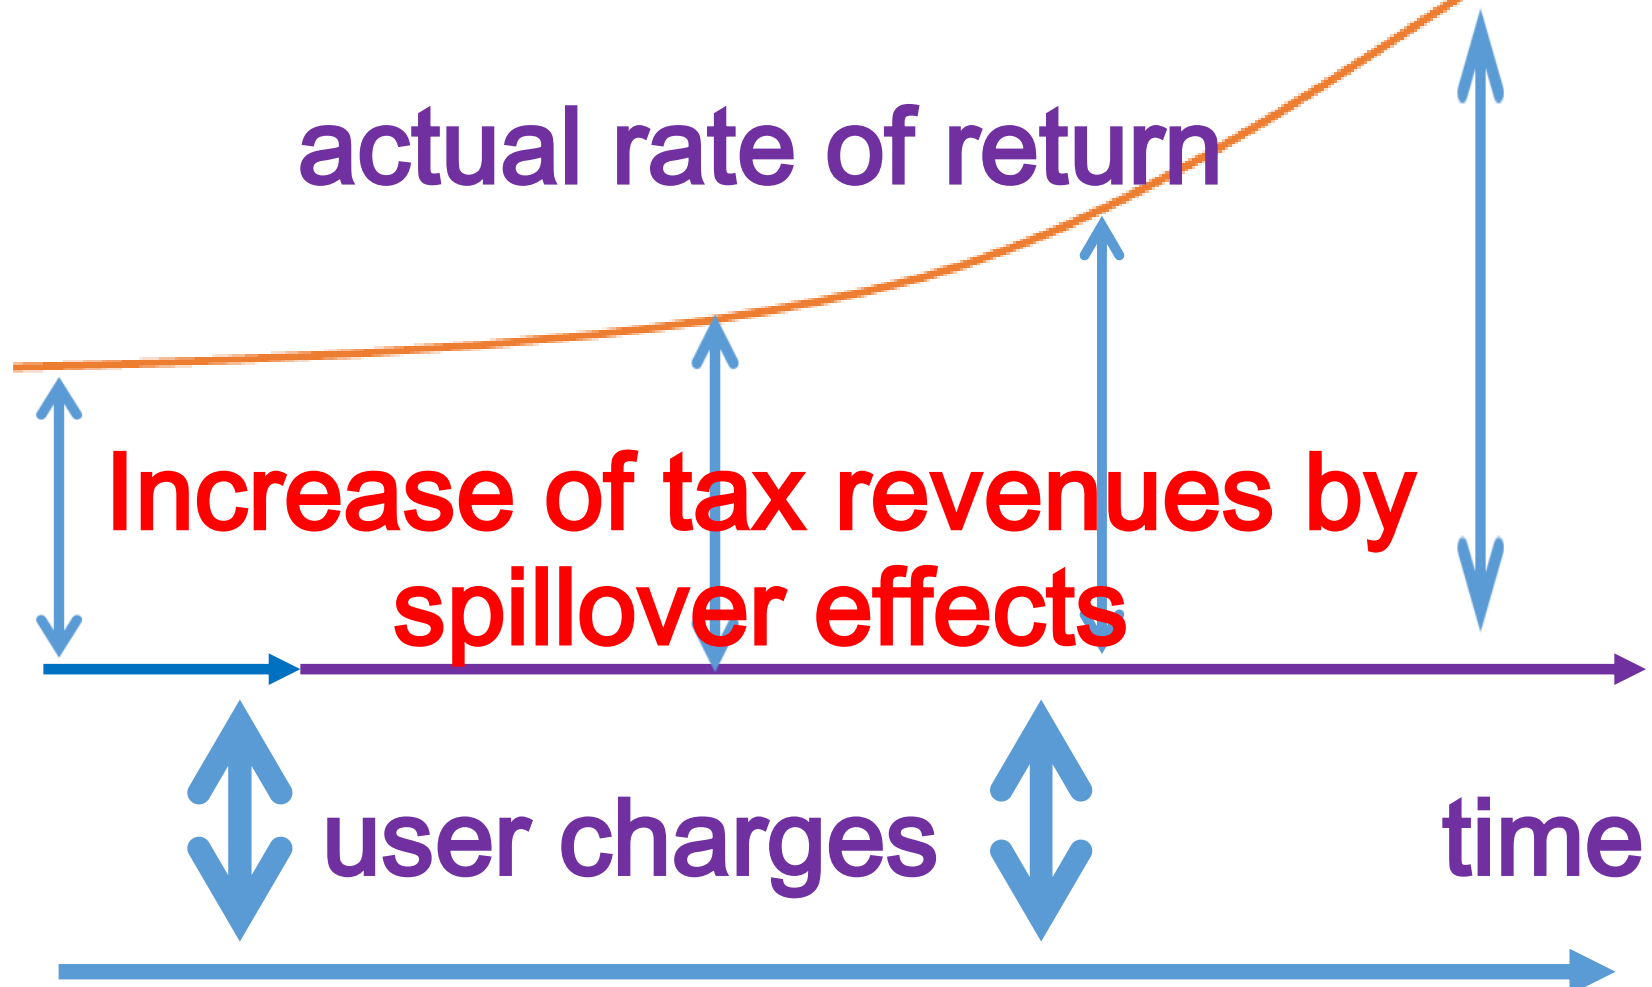 actual rate of return
Increase of tax revenues by
spillover effects
user charges
time